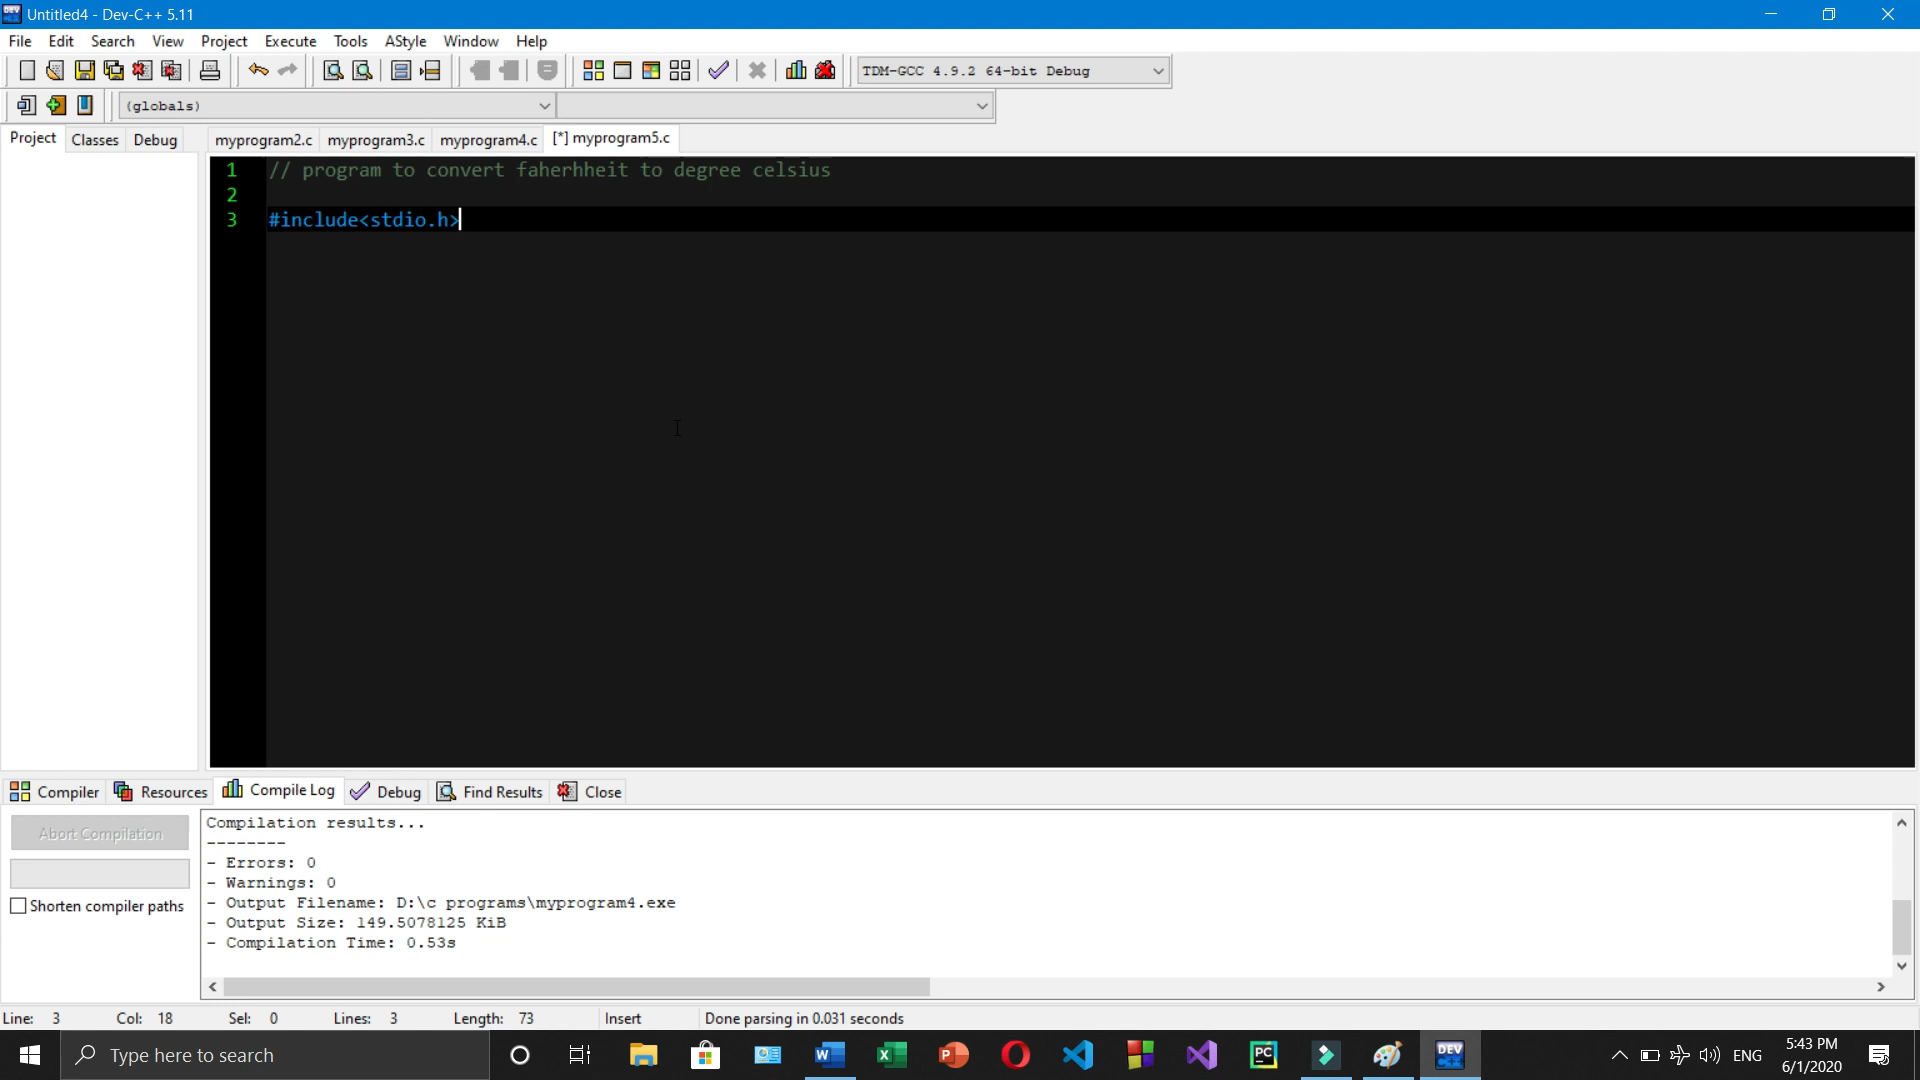 Untitled4 - Dev-C++ 5.11
File Edit Search View Project Execute Tools AStyle Window Help
TDM-GCC 4.9.2 64-bit Debug
(globals)
Project Classes Debug myprogram2.c myprogram3.c myprogram4.c [*] myprogram5.c
1 // program to convert faherhheit to degree celsius
2
3 #include<stdio.h>
Compiler Resources Compile Log Debug Find Results Close
Abort Compilation
Shorten compiler paths
Compilation results...
--------
- Errors: 0
- Warnings: 0
- Output Filename: D:\c programs\myprogram4.exe
- Output Size: 149.5078125 KiB
- Compilation Time: 0.53s
Line: 3 Col: 18 Sel: 0 Lines: 3 Length: 73 Insert Done parsing in 0.031 seconds
Type here to search
ENG
5:43 PM
6/1/2020